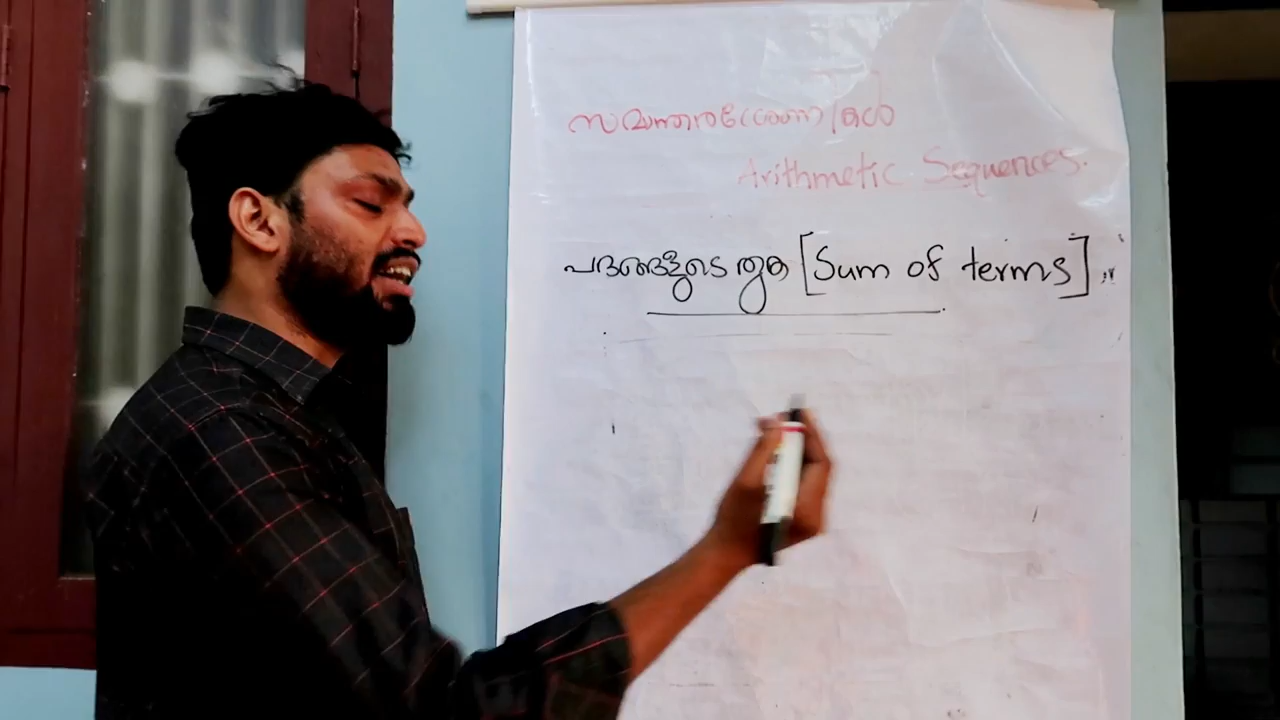 സമാന്തരശ്രേണികൾ
Arithmetic Sequences.
പദങ്ങളുടെ തുക [Sum of terms]